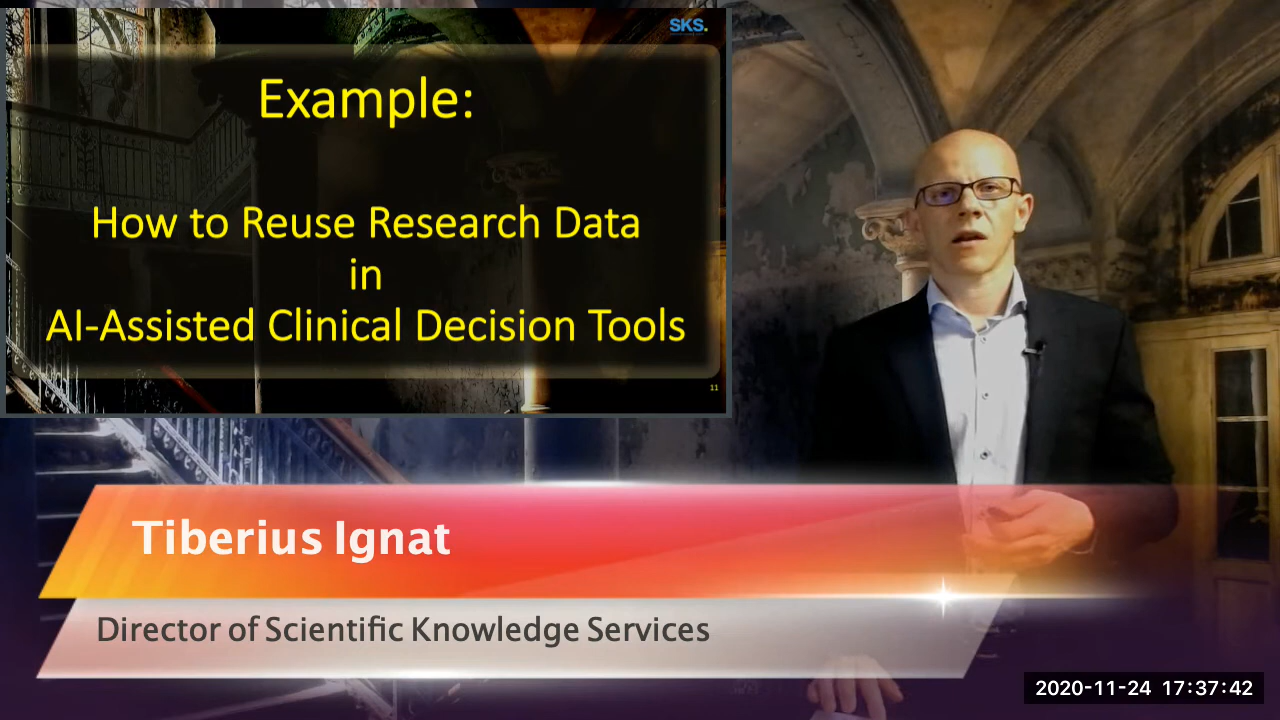 SKS.
Example:
How to Reuse Research Data
in
AI-Assisted Clinical Decision Tools
11
Tiberius Ignat
Director of Scientific Knowledge Services
2020-11-24 17:37:42